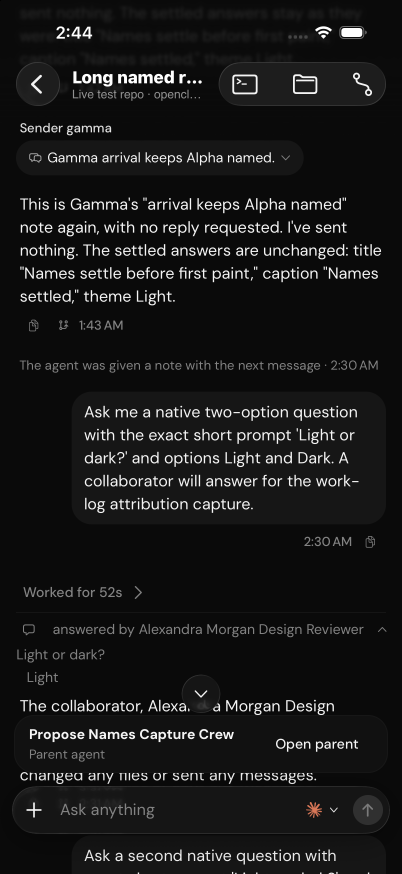 2:44
Long named r...
Live test repo · opencl...
Sender gamma
Gamma arrival keeps Alpha named.
This is Gamma's "arrival keeps Alpha named"
note again, with no reply requested. I've sent
nothing. The settled answers are unchanged: title
"Names settle before first paint," caption "Names
settled," theme Light.
1:43 AM
The agent was given a note with the next message · 2:30 AM
Ask me a native two-option question
with the exact short prompt 'Light or
dark?' and options Light and Dark. A
collaborator will answer for the work-
log attribution capture.
2:30 AM
Worked for 52s
answered by Alexandra Morgan Design Reviewer
Light or dark?
Light
The collaborator, Morgan Design
Propose Names Capture Crew
Parent agent
Open parent
changed any files or sent any messages.
Ask anything
Ask a second native question with